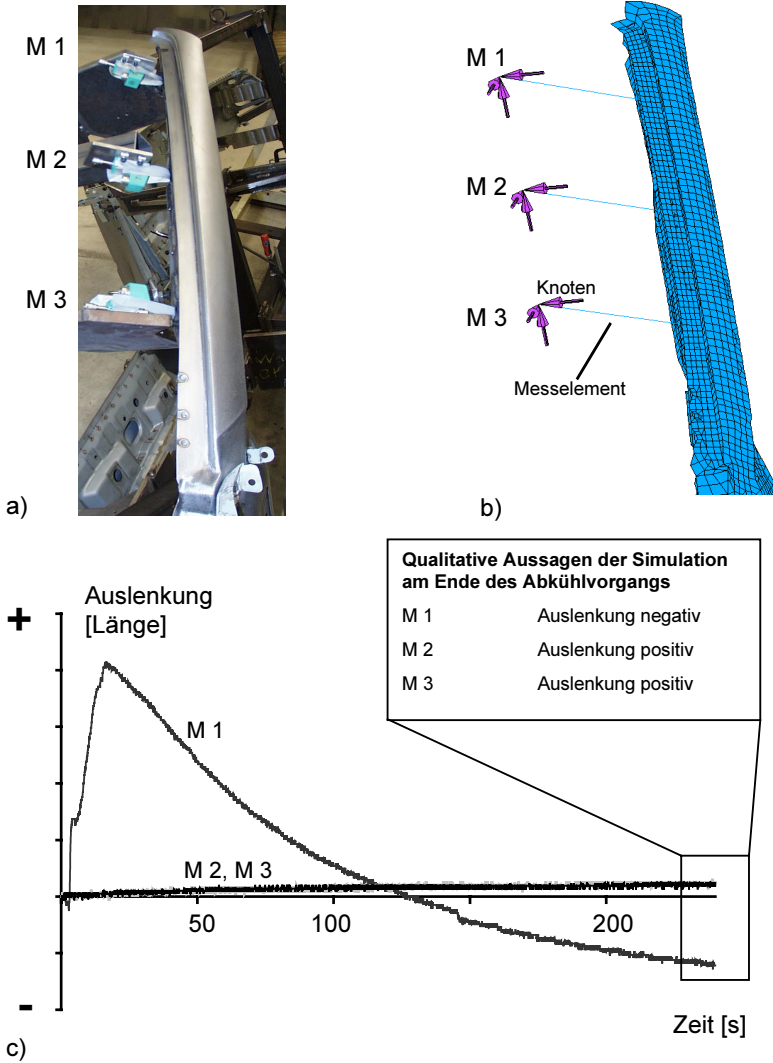 M 1
M 2
M 3
a)
M 1
M 2
Knoten
M 3
Messelement
b)
Qualitative Aussagen der Simulation
am Ende des Abkühlvorgangs
M 1 Auslenkung negativ
M 2 Auslenkung positiv
M 3 Auslenkung positiv
+
Auslenkung
[Länge]
M 1
M 2, M 3
50 100 200
-
Zeit [s]
c)